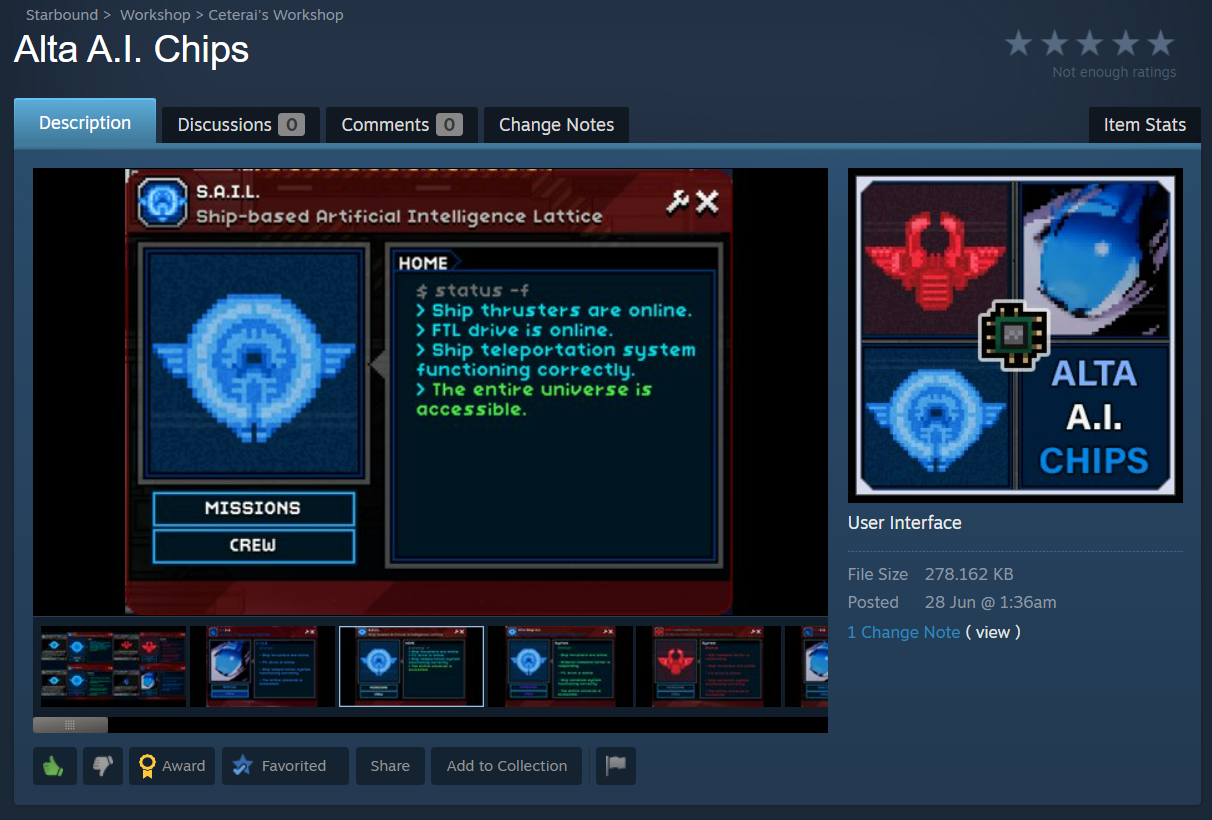 Starbound > Workshop > Ceterai's Workshop
Alta A.I. Chips
Not enough ratings
Description
Discussions 0
Comments 0
Change Notes
Item Stats
S.A.I.L.
Ship-based Artificial Intelligence Lattice
HOME
$ status -f
> Ship thrusters are online.
> FTL drive is online.
> Ship teleportation system
functioning correctly.
> The entire universe is
accessible.
MISSIONS
CREW
ALTA
A.I.
CHIPS
User Interface
File Size 278.162 KB
Posted 28 Jun @ 1:36am
1 Change Note ( view )
Award
Favorited
Share
Add to Collection